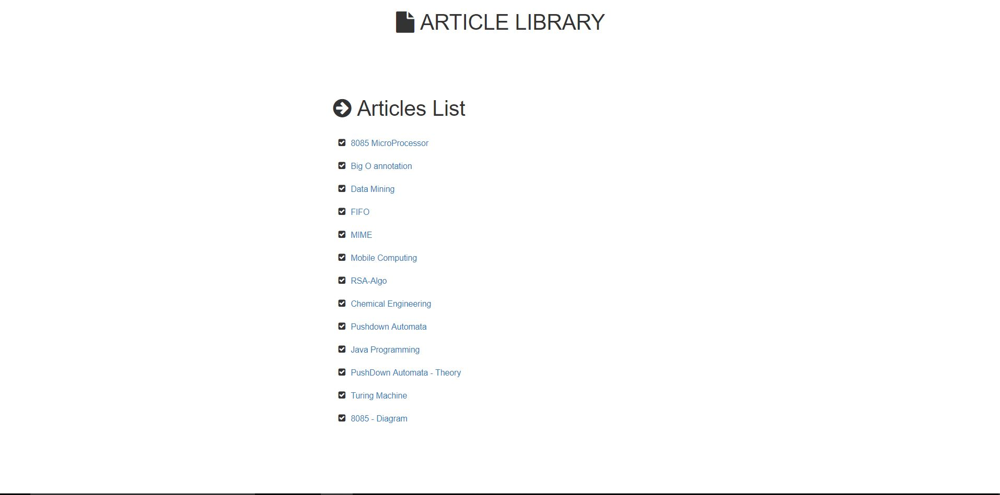 ARTICLE LIBRARY
Articles List
8085 MicroProcessor
Big O annotation
Data Mining
FIFO
MIME
Mobile Computing
RSA-Algo
Chemical Engineering
Pushdown Automata
Java Programming
PushDown Automata - Theory
Turing Machine
8085 - Diagram